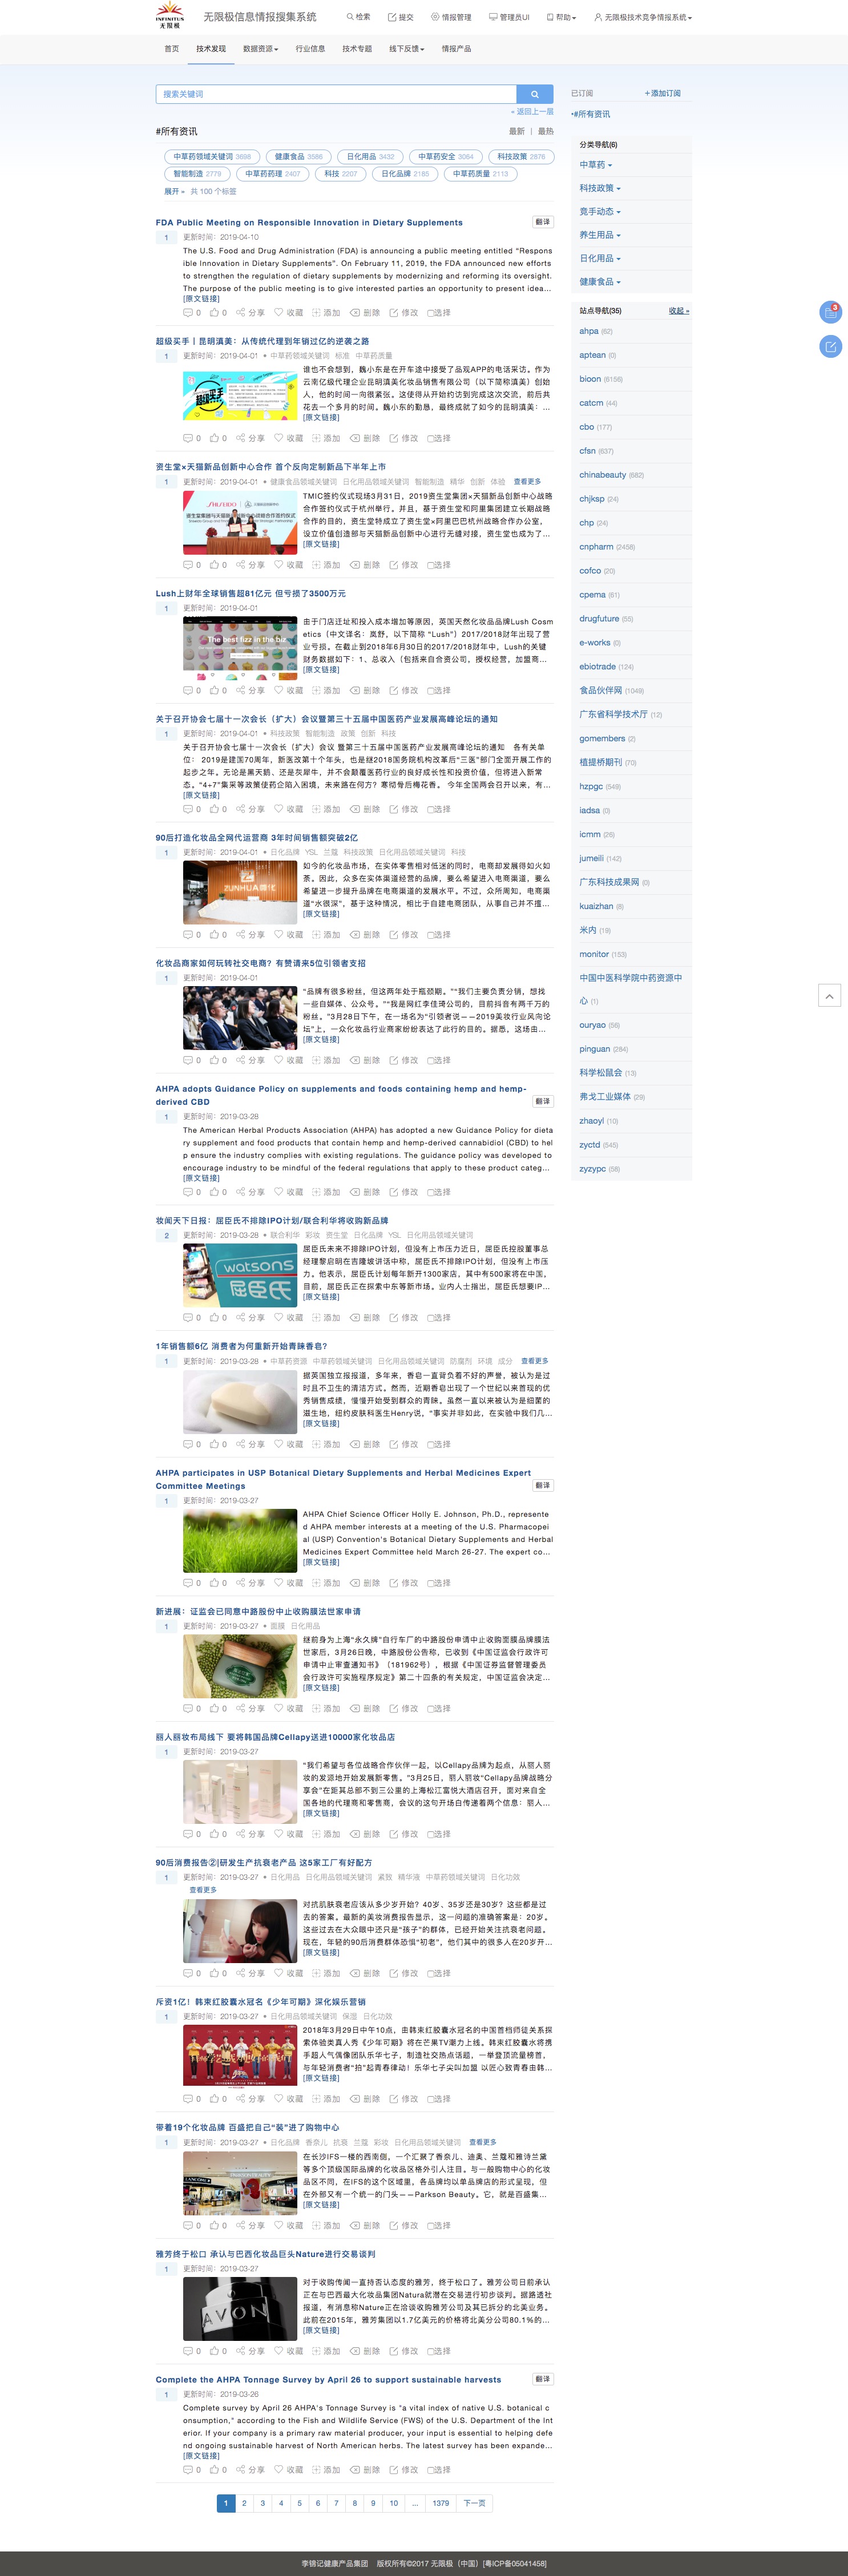 INFINITUS
无限极
无限极信息情报搜集系统
检索 提交 情报管理 管理员UI 帮助 无限极技术竞争情报系统
首页 技术发现 数据资源 行业信息 技术专题 线下反馈 情报产品
搜索关键词
« 返回上一层
#所有资讯 最新 | 最热
中草药领域关键词 3698 健康食品 3586 日化用品 3432 中草药安全 3064 科技政策 2876
智能制造 2779 中草药药理 2407 科技 2207 日化品牌 2185 中草药质量 2113
展开 共 100 个标签
FDA Public Meeting on Responsible Innovation in Dietary Supplements 翻译
1 更新时间：2019-04-10
The U.S. Food and Drug Administration (FDA) is announcing a public meeting entitled “Respons
ible Innovation in Dietary Supplements”. On February 11, 2019, the FDA announced new efforts
to strengthen the regulation of dietary supplements by modernizing and reforming its oversight.
The purpose of the public meeting is to give interested parties an opportunity to present idea...
[原文链接]
0 0 分享 收藏 添加 删除 修改 选择
超级买手丨昆明滇美：从传统代理到年销过亿的逆袭之路
1 更新时间：2019-04-01 • 中草药领域关键词 标准 中草药质量
超级买手
谁也不会想到，魏小东是在开车途中接受了品观APP的电话采访。作为
云南亿级代理企业昆明滇美化妆品销售有限公司（以下简称滇美）创始
人，他的时间一向很紧张。这使得从开始约访到完成这次交流，前后共
花去一个多月的时间。魏小东的勤恳，最终成就了如今的昆明滇美：...
[原文链接]
0 0 分享 收藏 添加 删除 修改 选择
资生堂×天猫新品创新中心合作 首个反向定制新品下半年上市
1 更新时间：2019-04-01 • 健康食品领域关键词 日化用品领域关键词 智能制造 精华 创新 体验 查看更多
SHISEIDO
TMIC签约仪式现场3月31日，2019资生堂集团×天猫新品创新中心战略
合作签约仪式于杭州举行。并且，基于资生堂和阿里集团建立长期战略
合作的目的，资生堂特成立了资生堂×阿里巴巴杭州战略合作办公室，
设立价值创造部与天猫新品创新中心进行无缝对接，资生堂也成为了...
[原文链接]
0 0 分享 收藏 添加 删除 修改 选择
Lush上财年全球销售超81亿元 但亏损了3500万元
1 更新时间：2019-04-01
The best fizz in the biz
由于门店迁址和投入成本增加等原因，英国天然化妆品品牌Lush Cosm
etics（中文译名：岚舒，以下简称 “Lush”）2017/2018财年出现了营
业亏损。在截止到2018年6月30日的2017/2018财年中，Lush的关键
财务数据如下：1、总收入（包括来自合资公司，授权经营，加盟商...
[原文链接]
0 0 分享 收藏 添加 删除 修改 选择
关于召开协会七届十一次会长（扩大）会议暨第三十五届中国医药产业发展高峰论坛的通知
1 更新时间：2019-04-01 • 科技政策 智能制造 政策 创新 科技
关于召开协会七届十一次会长（扩大）会议 暨第三十五届中国医药产业发展高峰论坛的通知 各有关单
位： 2019是建国70周年，新医改第十个年头，也是继2018国务院机构改革后“三医”部门全面开展工作的
起步之年。无论是黑天鹅、还是灰犀牛，并不会颠覆医药行业的良好成长性和投资价值，但将进入新常
态。“4+7”集采等政策使药企陷入困境，未来路在何方？寒彻骨后梅花香。 今年全国两会召开以来，有...
[原文链接]
0 0 分享 收藏 添加 删除 修改 选择
90后打造化妆品全网代运营商 3年时间销售额突破2亿
1 更新时间：2019-04-01 • 日化品牌 YSL 兰蔻 科技政策 日化用品领域关键词 科技
ZUNHUA
如今的化妆品市场，在实体零售相对低迷的同时，电商却发展得如火如
荼。因此，众多在实体渠道经营的品牌，要么希望进入电商渠道，要么
希望进一步提升品牌在电商渠道的发展水平。不过，众所周知，电商渠
道“水很深”，基于这种情况，相比于自建电商团队，从事自己并不擅...
[原文链接]
0 0 分享 收藏 添加 删除 修改 选择
化妆品商家如何玩转社交电商？有赞请来5位引领者支招
1 更新时间：2019-04-01
“品牌有很多粉丝，但这两年处于瓶颈期。”“我们主要负责分销，想找
一些自媒体、公众号。”“我是网红李佳琦公司的，目前抖音有两千万的
粉丝。”3月28日下午，在一场名为“引领者说——2019美妆行业风向论
坛”上，一众化妆行业商家纷纷表达了此行的目的。据悉，这场由...
[原文链接]
0 0 分享 收藏 添加 删除 修改 选择
AHPA adopts Guidance Policy on supplements and foods containing hemp and hemp-
derived CBD 翻译
1 更新时间：2019-03-28
The American Herbal Products Association (AHPA) has adopted a new Guidance Policy for dieta
ry supplement and food products that contain hemp and hemp-derived cannabidiol (CBD) to hel
p ensure the industry complies with existing regulations. The guidance policy was developed to
encourage industry to be mindful of the federal regulations that apply to these product categ...
[原文链接]
0 0 分享 收藏 添加 删除 修改 选择
妆闻天下日报：屈臣氏不排除IPO计划/联合利华将收购新品牌
2 更新时间：2019-03-28 • 联合利华 彩妆 资生堂 日化品牌 YSL 日化用品领域关键词
watsons
屈臣氏
屈臣氏未来不排除IPO计划，但没有上市压力近日，屈臣氏控股董事总
经理黎启明在吉隆坡讲话中称，屈臣氏不排除IPO计划，但没有上市压
力。他表示，屈臣氏计划每年新开1300家店，其中有500家将在中国，
目前，屈臣氏正在探索中东等新市场。业内人士指出，屈臣氏想要IP...
[原文链接]
0 0 分享 收藏 添加 删除 修改 选择
1年销售额6亿 消费者为何重新开始青睐香皂？
1 更新时间：2019-03-28 • 中草药资源 中草药领域关键词 日化用品领域关键词 防腐剂 环境 成分 查看更多
据英国独立报报道，多年来，香皂一直背负着不好的声誉，被认为是过
时且不卫生的清洁方式。然而，近期香皂出现了一个世纪以来首现的优
秀销售成绩，慢慢开始受到群众的青睐。虽然一直以来被认为是细菌的
滋生地，纽约皮肤科医生Henry说，“事实并非如此，在实验中我们几...
[原文链接]
0 0 分享 收藏 添加 删除 修改 选择
AHPA participates in USP Botanical Dietary Supplements and Herbal Medicines Expert
Committee Meetings 翻译
1 更新时间：2019-03-27
AHPA Chief Science Officer Holly E. Johnson, Ph.D., represente
d AHPA member interests at a meeting of the U.S. Pharmacopei
al (USP) Convention's Botanical Dietary Supplements and Herbal
Medicines Expert Committee held March 26-27. The expert co...
[原文链接]
0 0 分享 收藏 添加 删除 修改 选择
新进展：证监会已同意中路股份中止收购膜法世家申请
1 更新时间：2019-03-27 • 面膜 日化用品
继前身为上海“永久牌”自行车厂的中路股份申请中止收购面膜品牌膜法
世家后，3月26日晚，中路股份公告称，已收到《中国证监会行政许可
申请中止审查通知书》（181962号），根据《中国证券监督管理委员
会行政许可实施程序规定》第二十四条的有关规定，中国证监会决定...
[原文链接]
0 0 分享 收藏 添加 删除 修改 选择
丽人丽妆布局线下 要将韩国品牌Cellapy送进10000家化妆品店
1 更新时间：2019-03-27
“我们希望与各位战略合作伙伴一起，以Cellapy品牌为起点，从丽人丽
妆的发源地开始发展新零售。”3月25日，丽人丽妆“Cellapy品牌战略分
享会”在距其总部不到三公里的上海松江富悦大酒店召开，面对来自全
国各地的代理商和零售商，会议的这句开场白传递着两个信息：丽人...
[原文链接]
0 0 分享 收藏 添加 删除 修改 选择
90后消费报告②|研发生产抗衰老产品 这5家工厂有好配方
1 更新时间：2019-03-27 • 日化用品 日化用品领域关键词 紧致 精华液 中草药领域关键词 日化功效
查看更多
对抗肌肤衰老应该从多少岁开始？40岁、35岁还是30岁？这些都是过
去的答案。最新的美妆消费报告显示，这一问题的准确答案是：20岁。
这些过去在大众眼中还只是“孩子”的群体，已经开始关注抗衰老问题。
现在，年轻的90后消费群体恐惧“初老”，他们其中的很多人在20岁开...
[原文链接]
0 0 分享 收藏 添加 删除 修改 选择
斥资1亿！韩束红胶囊水冠名《少年可期》深化娱乐营销
1 更新时间：2019-03-27 • 日化用品领域关键词 保湿 日化功效
2018年3月29日中午10点，由韩束红胶囊水冠名的中国首档师徒关系探
索体验类真人秀《少年可期》将在芒果TV潮力上线。韩束红胶囊水将携
手超人气偶像团队乐华七子，制造社交热点话题，一举登顶流量榜首，
与年轻消费者“拍”起青春律动！乐华七子尖叫加盟 以匠心致青春由韩...
[原文链接]
0 0 分享 收藏 添加 删除 修改 选择
带着19个化妆品牌 百盛把自己“装”进了购物中心
1 更新时间：2019-03-27 • 日化品牌 香奈儿 抗衰 兰蔻 彩妆 日化用品领域关键词 查看更多
在长沙IFS一楼的西南侧，一个汇聚了香奈儿、迪奥、兰蔻和雅诗兰黛
等多个顶级国际品牌的化妆品区格外引人注目。与一般购物中心的化妆
品区不同，在IFS的这个区域里，各品牌均以单品牌店的形式呈现，但
在外部又有一个统一的门头——Parkson Beauty。它，就是百盛集...
[原文链接]
0 0 分享 收藏 添加 删除 修改 选择
雅芳终于松口 承认与巴西化妆品巨头Nature进行交易谈判
1 更新时间：2019-03-27
AVON
对于收购传闻一直持否认态度的雅芳，终于松口了。雅芳公司日前承认
正在与巴西最大化妆品集团Natura就潜在交易进行初步谈判。据路透社
报道，有消息称Nature正在洽谈收购雅芳公司及其已拆分的北美业务。
此前在2015年，雅芳集团以1.7亿美元的价格将北美分公司80.1%的...
[原文链接]
0 0 分享 收藏 添加 删除 修改 选择
Complete the AHPA Tonnage Survey by April 26 to support sustainable harvests 翻译
1 更新时间：2019-03-26
Complete survey by April 26 AHPA's Tonnage Survey is "a vital index of native U.S. botanical c
onsumption," according to the Fish and Wildlife Service (FWS) of the U.S. Department of the Int
erior. If your company is a primary raw material producer, your input is essential to helping defe
nd ongoing sustainable harvest of North American herbs. The latest survey has been expande...
[原文链接]
0 0 分享 收藏 添加 删除 修改 选择
1 2 3 4 5 6 7 8 9 10 ... 1379 下一页
已订阅 +添加订阅
•#所有资讯
分类导航(6)
中草药
科技政策
竞手动态
养生用品
日化用品
健康食品
站点导航(35) 收起 »
ahpa (62)
aptean (0)
bioon (6156)
catcm (44)
cbo (177)
cfsn (637)
chinabeauty (682)
chjksp (24)
chp (24)
cnpharm (2458)
cofco (20)
cpema (61)
drugfuture (55)
e-works (0)
ebiotrade (124)
食品伙伴网 (1049)
广东省科学技术厅 (12)
gomembers (2)
植提桥期刊 (70)
hzpgc (549)
iadsa (0)
icmm (26)
jumeili (142)
广东科技成果网 (0)
kuaizhan (8)
米内 (19)
monitor (153)
中国中医科学院中药资源中
心 (1)
ouryao (56)
pinguan (284)
科学松鼠会 (13)
弗戈工业媒体 (29)
zhaoyl (10)
zyctd (545)
zyzypc (58)
3
李锦记健康产品集团 版权所有©2017 无限极（中国）[粤ICP备05041458]